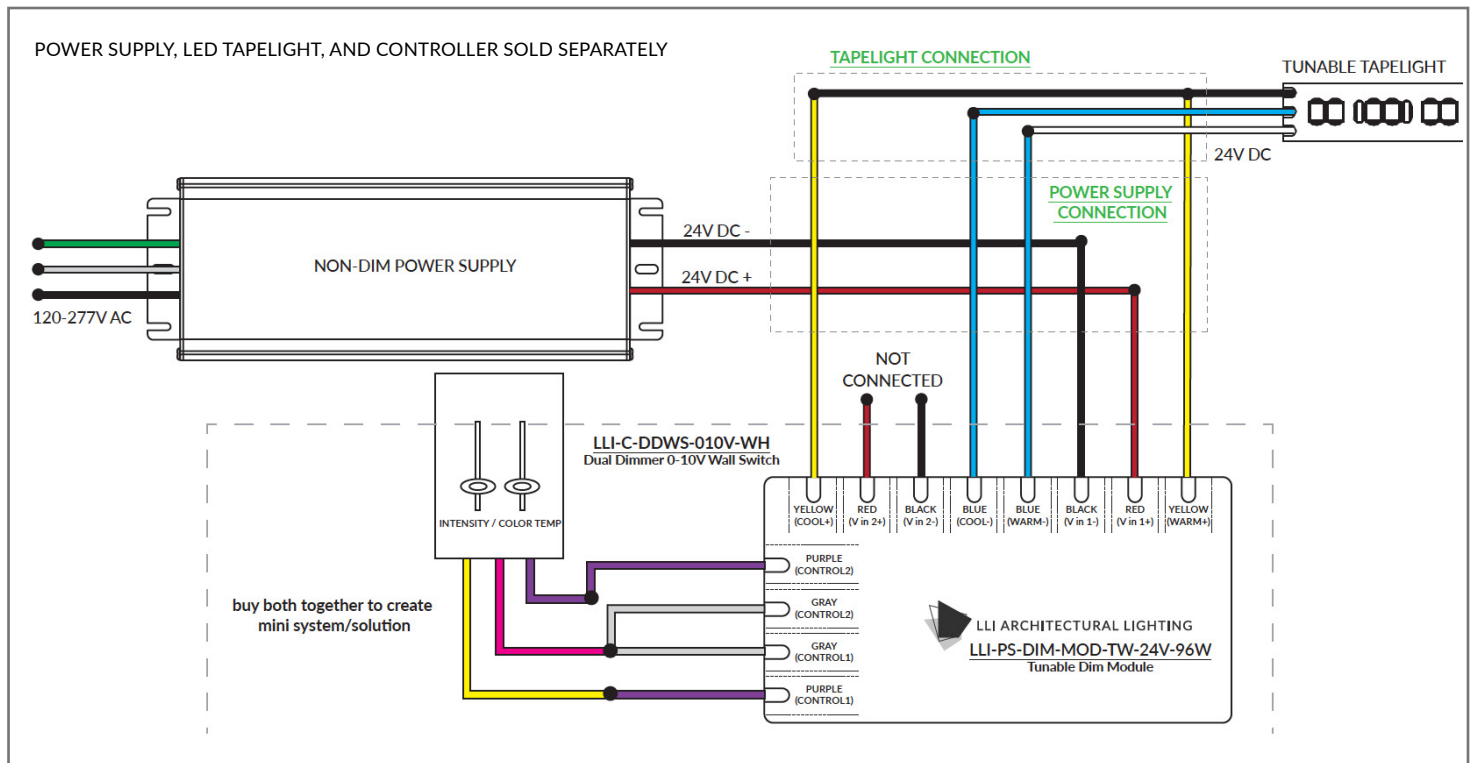 POWER SUPPLY, LED TAPELIGHT, AND CONTROLLER SOLD SEPARATELY
TAPELIGHT CONNECTION
TUNABLE TAPELIGHT
24V DC
POWER SUPPLY
CONNECTION
24V DC -
NON-DIM POWER SUPPLY
24V DC +
120-277V AC
NOT
CONNECTED
LLI-C-DDWS-010V-WH
Dual Dimmer 0-10V Wall Switch
INTENSITY / COLOR TEMP
YELLOW
(COOL+)
RED
(V in 2+)
BLACK
(V in 2-)
BLUE
(COOL-)
BLUE
(WARM-)
BLACK
(V in 1-)
RED
(V in 1+)
YELLOW
(WARM+)
PURPLE
(CONTROL2)
GRAY
(CONTROL2)
GRAY
(CONTROL1)
PURPLE
(CONTROL1)
buy both together to create
mini system/solution
LLI ARCHITECTURAL LIGHTING
LLI-PS-DIM-MOD-TW-24V-96W
Tunable Dim Module